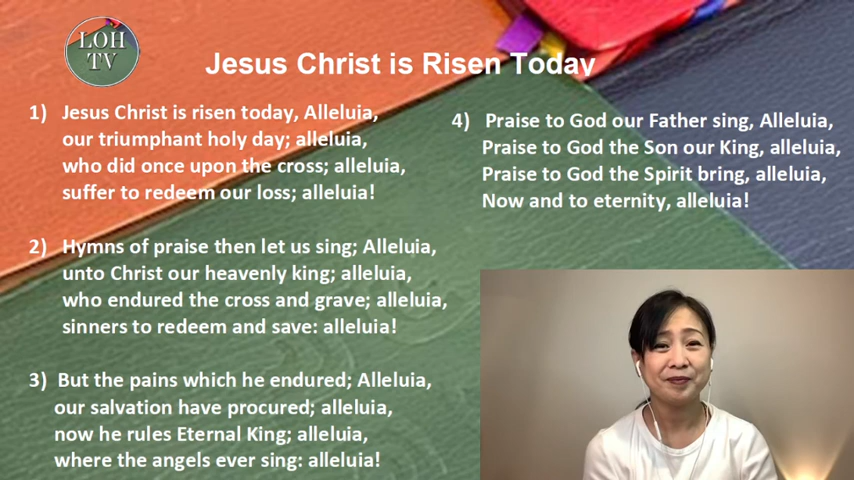 LOH
TV
Jesus Christ is Risen Today
1) Jesus Christ is risen today, Alleluia,
our triumphant holy day; alleluia,
who did once upon the cross; alleluia,
suffer to redeem our loss; alleluia!
2) Hymns of praise then let us sing; Alleluia,
unto Christ our heavenly king; alleluia,
who endured the cross and grave; alleluia,
sinners to redeem and save: alleluia!
3) But the pains which he endured; Alleluia,
our salvation have procured; alleluia,
now he rules Eternal King; alleluia,
where the angels ever sing: alleluia!
4) Praise to God our Father sing, Alleluia,
Praise to God the Son our King, alleluia,
Praise to God the Spirit bring, alleluia,
Now and to eternity, alleluia!